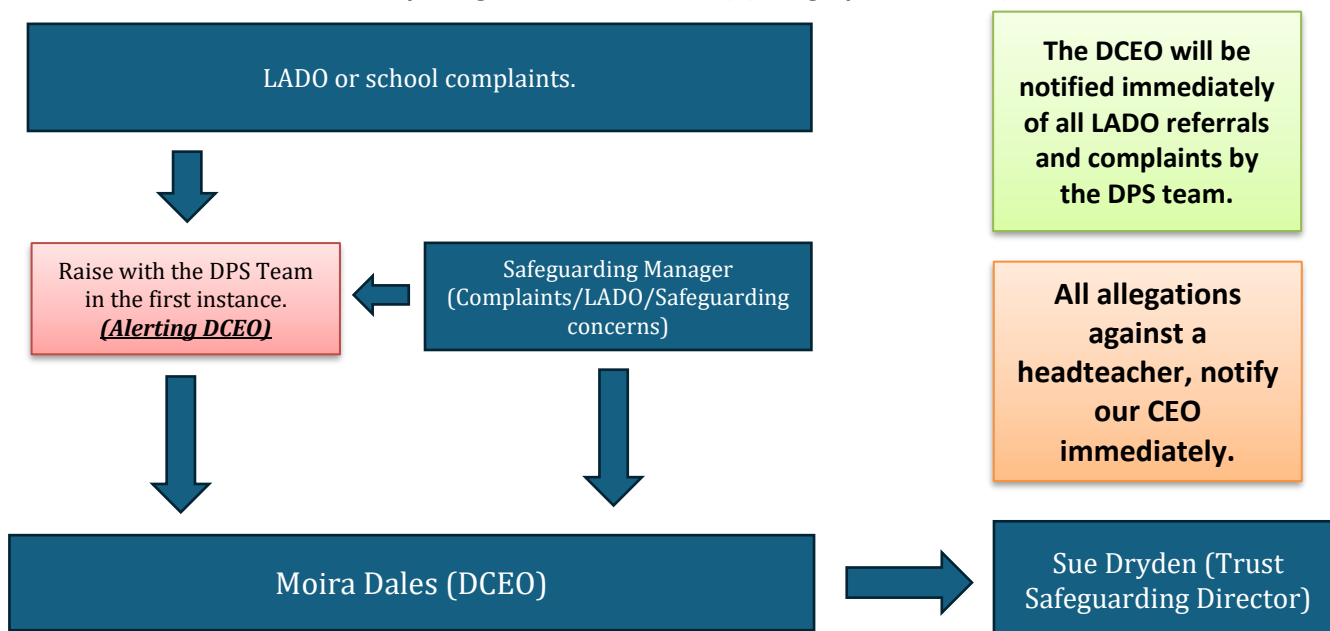 LADO or school complaints.
The DCEO will be
notified immediately
of all LADO referrals
and complaints by
the DPS team.
Raise with the DPS Team
in the first instance.
(Alerting DCEO)
Safeguarding Manager
(Complaints/LADO/Safeguarding
concerns)
All allegations
against a
headteacher, notify
our CEO
immediately.
Moira Dales (DCEO)
Sue Dryden (Trust
Safeguarding Director)